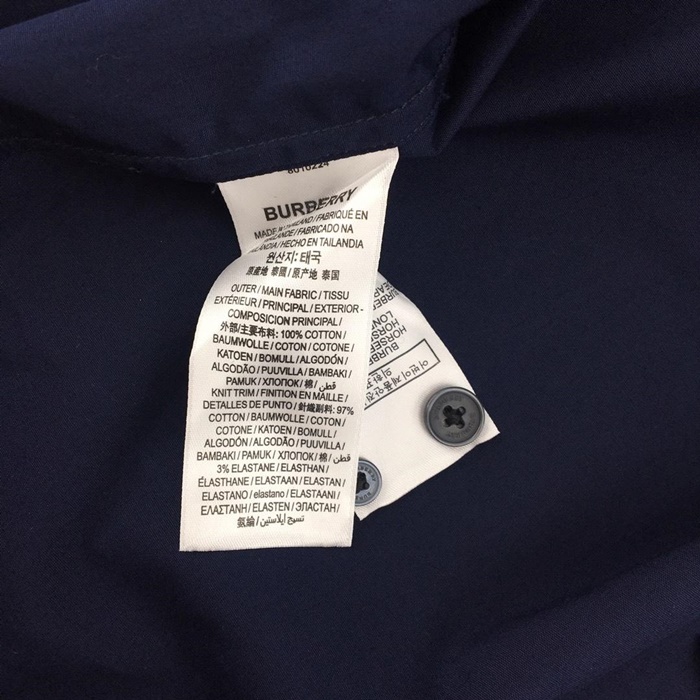 8010224
BURBERRY
MADE IN THAILAND / FABRIQUÉ EN
THAÏLANDE / FABRICADO NA
TAILÂNDIA / HECHO EN TAILANDIA
원산지: 태국
原產地 泰國 / 原产地 泰国
OUTER / MAIN FABRIC / TISSU
EXTÉRIEUR / PRINCIPAL / EXTERIOR -
COMPOSICION PRINCIPAL /
外部/主要布料: 100% COTTON /
BAUMWOLLE / COTON / COTONE /
KATOEN / BOMULL / ALGODÓN /
ALGODÃO / PUUVILLA / BAMBAKI /
PAMUK / ХЛОПОК / 棉 / قطن
KNIT TRIM / FINITION EN MAILLE /
DETALLES DE PUNTO / 針織副料: 97%
COTTON / BAUMWOLLE / COTON /
COTONE / KATOEN / BOMULL /
ALGODÓN / ALGODÃO / PUUVILLA /
BAMBAKI / PAMUK / ХЛОПОК / 棉 / قطن
3% ELASTANE / ELASTHAN /
ÉLASTHANE / ELASTAAN / ELASTAN /
ELASTANO / elastano / ELASTAANI /
ΕΛΑΣΤΑΝΗ / ELASTEN / ЭЛАСТАН /
氨綸 / نسيج إيلاستين
BURBER
HORSEF
LONDO